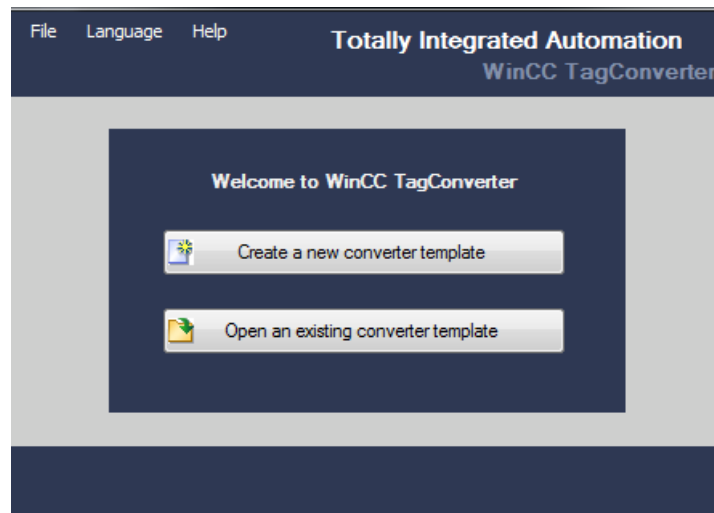 File Language Help
Totally Integrated Automation
WinCC TagConverter
Welcome to WinCC TagConverter
Create a new converter template
Open an existing converter template